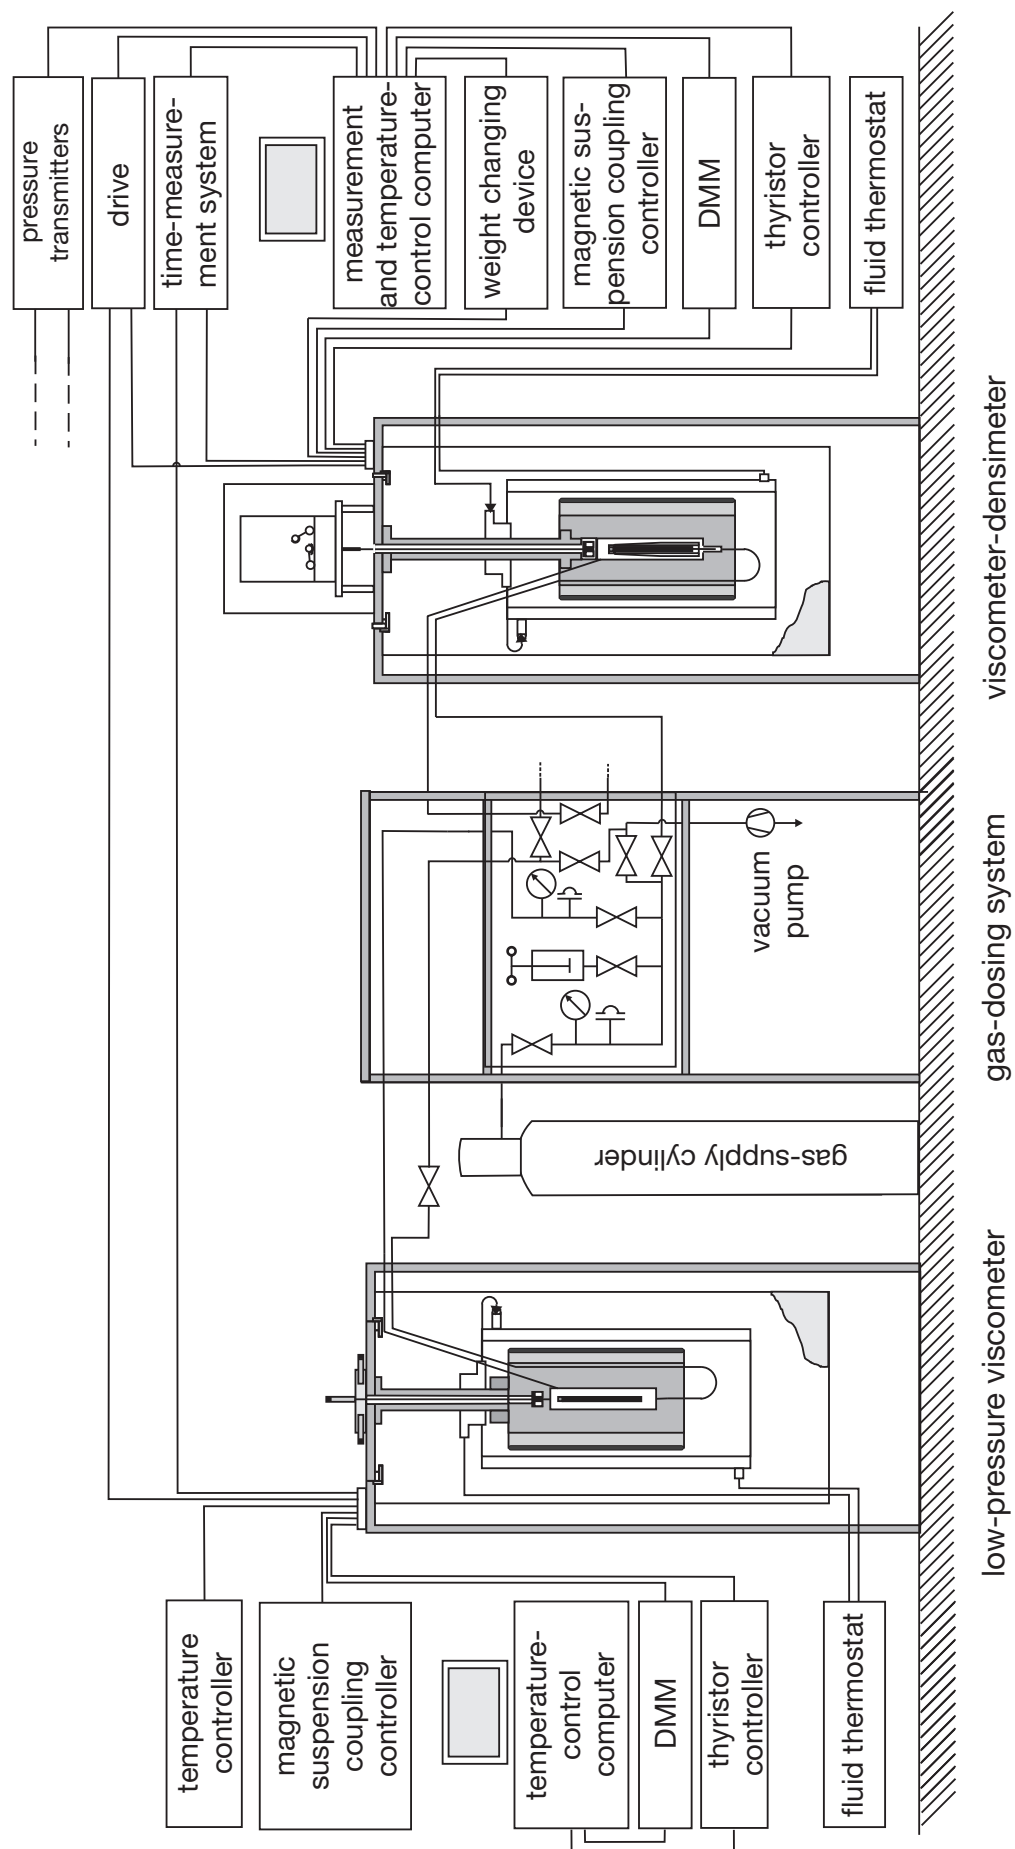 pressure
transmitters
drive
time-measure-
ment system
measurement
and temperature-
control computer
weight changing
device
magnetic sus-
pension coupling
controller
DMM
thyristor
controller
fluid thermostat
viscometer-densimeter
vacuum
pump
gas-dosing system
gas-supply cylinder
low-pressure viscometer
temperature
controller
magnetic
suspension
coupling
controller
temperature-
control
computer
DMM
thyristor
controller
fluid thermostat